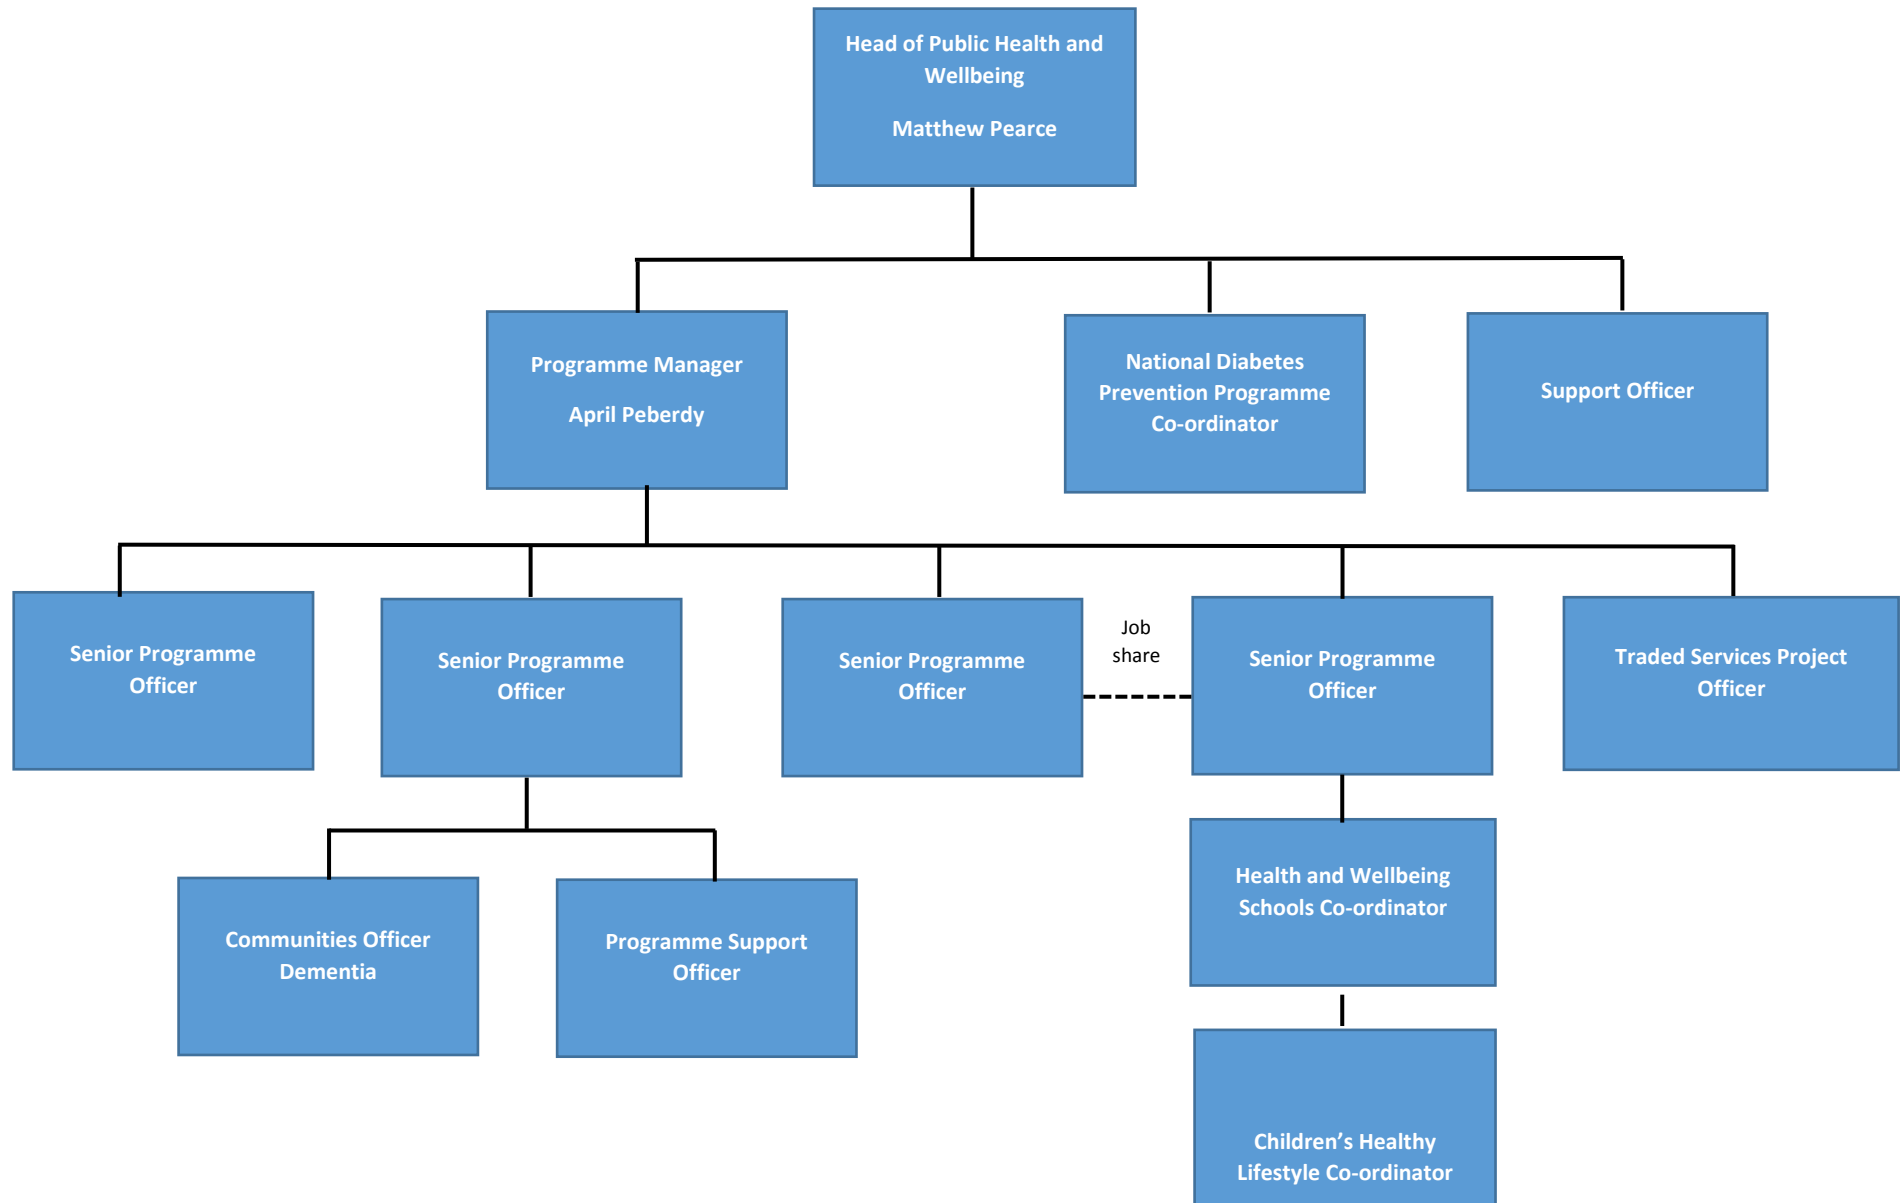 Head of Public Health and
Wellbeing
Matthew Pearce
Programme Manager
April Peberdy
National Diabetes
Prevention Programme
Co-ordinator
Support Officer
Senior Programme
Officer
Senior Programme
Officer
Senior Programme
Officer
Job
share
Senior Programme
Officer
Traded Services Project
Officer
Communities Officer
Dementia
Programme Support
Officer
Health and Wellbeing
Schools Co-ordinator
Children’s Healthy
Lifestyle Co-ordinator